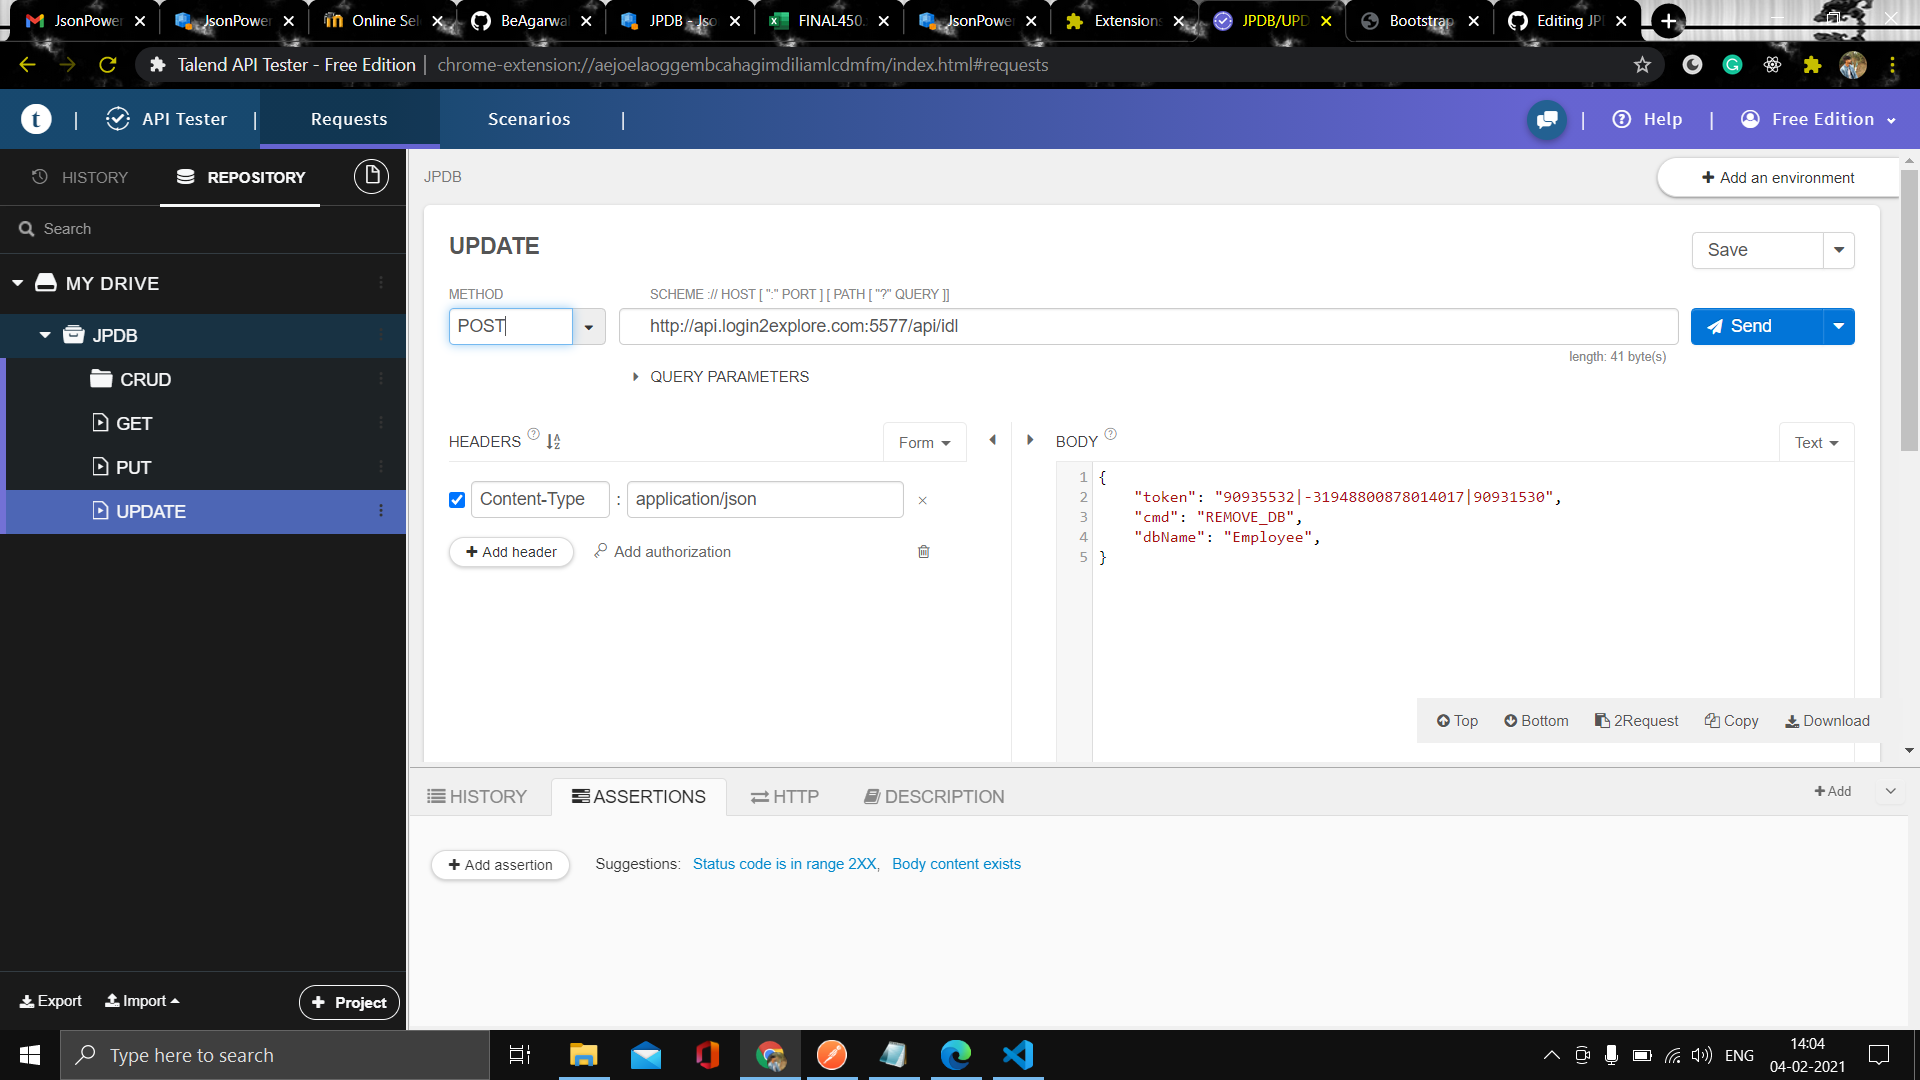 JsonPower
JsonPower
Online Sel
BeAgarwal
JPDB - Jso
FINAL450.
JsonPower
Extensions
JPDB/UPD
Bootstrap
Editing JP
Talend API Tester - Free Edition | chrome-extension://aejoelaoggembcahagimdiliamlcdmfm/index.html#requests
t | API Tester | Requests Scenarios | | Help | Free Edition
HISTORY REPOSITORY
Search
MY DRIVE
JPDB
CRUD
GET
PUT
UPDATE
Export Import + Project
JPDB
+ Add an environment
UPDATE
Save
METHOD
SCHEME :// HOST [ ":" PORT ] [ PATH [ "?" QUERY ]]
POST
http://api.login2explore.com:5577/api/idl
Send
length: 41 byte(s)
QUERY PARAMETERS
HEADERS ? Form
Content-Type : application/json ×
+ Add header Add authorization
BODY ? Text
1 {
2 "token": "90935532|-31948800878014017|90931530",
3 "cmd": "REMOVE_DB",
4 "dbName": "Employee",
5 }
Top Bottom 2Request Copy Download
HISTORY ASSERTIONS HTTP DESCRIPTION
+ Add
+ Add assertion Suggestions: Status code is in range 2XX, Body content exists
Type here to search
ENG
14:04
04-02-2021